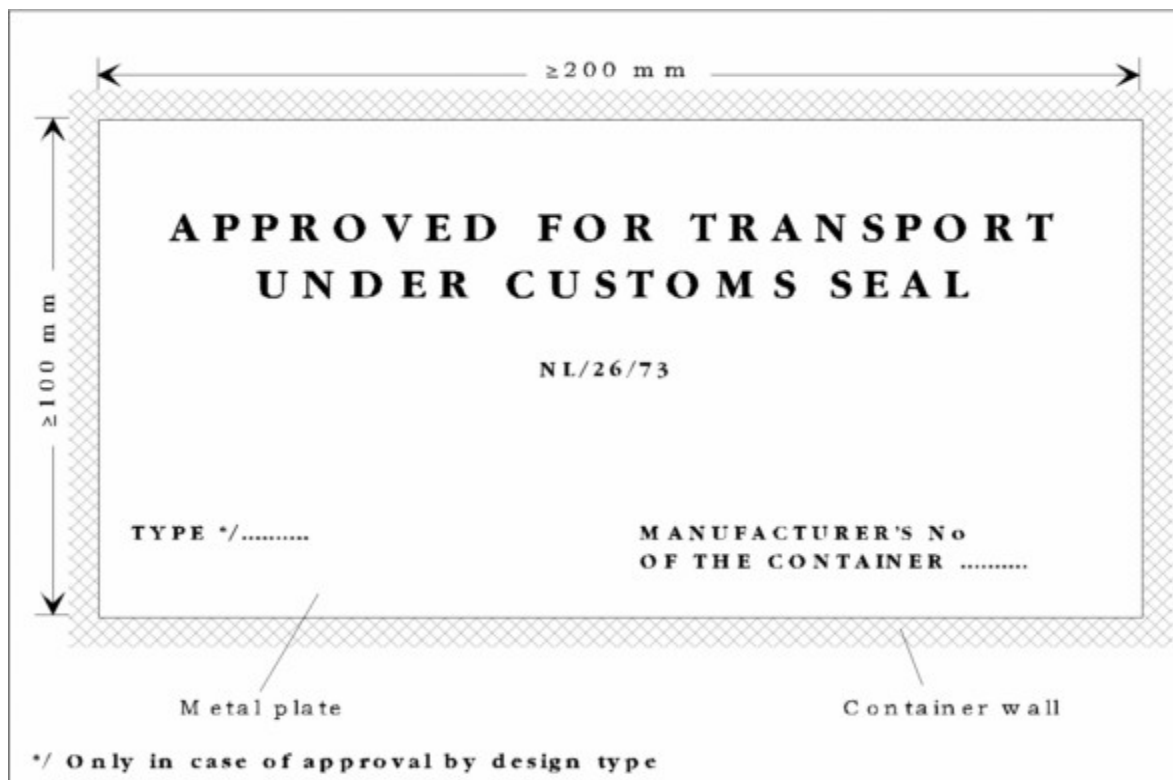 ≥200 mm
≥100 mm
APPROVED FOR TRANSPORT
UNDER CUSTOMS SEAL
NL/26/73
TYPE */..........
MANUFACTURER'S No
OF THE CONTAINER ..........
Metal plate
Container wall
*/ Only in case of approval by design type